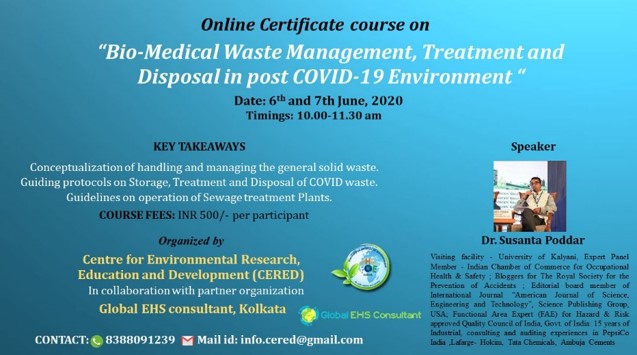 Online Certificate course on
“Bio-Medical Waste Management, Treatment and
Disposal in post COVID-19 Environment “
Date: 6th and 7th June, 2020
Timings: 10.00-11.30 am
KEY TAKEAWAYS
Conceptualization of handling and managing the general solid waste.
Guiding protocols on Storage, Treatment and Disposal of COVID waste.
Guidelines on operation of Sewage treatment Plants.
COURSE FEES: INR 500/- per participant
Organized by
Centre for Environmental Research,
Education and Development (CERED)
In collaboration with partner organization
Global EHS consultant, Kolkata
Global EHS Consultant
CONTACT: 8388091239 Mail id: info.cered@gmail.com
Speaker
Dr. Susanta Poddar
Visiting facility - University of Kalyani, Expert Panel
Member - Indian Chamber of Commerce for Occupational
Health & Safety ; Bloggers for The Royal Society for the
Prevention of Accidents ; Editorial board member of
International Journal “American Journal of Science,
Engineering and Technology”, Science Publishing Group,
USA; Functional Area Expert (FAE) for Hazard & Risk
approved Quality Council of India, Govt. of India. 15 years of
Industrial, consulting and auditing experiences in PepsiCo
India ,Lafarge- Holcim, Tata Chemicals, Ambuja Cements